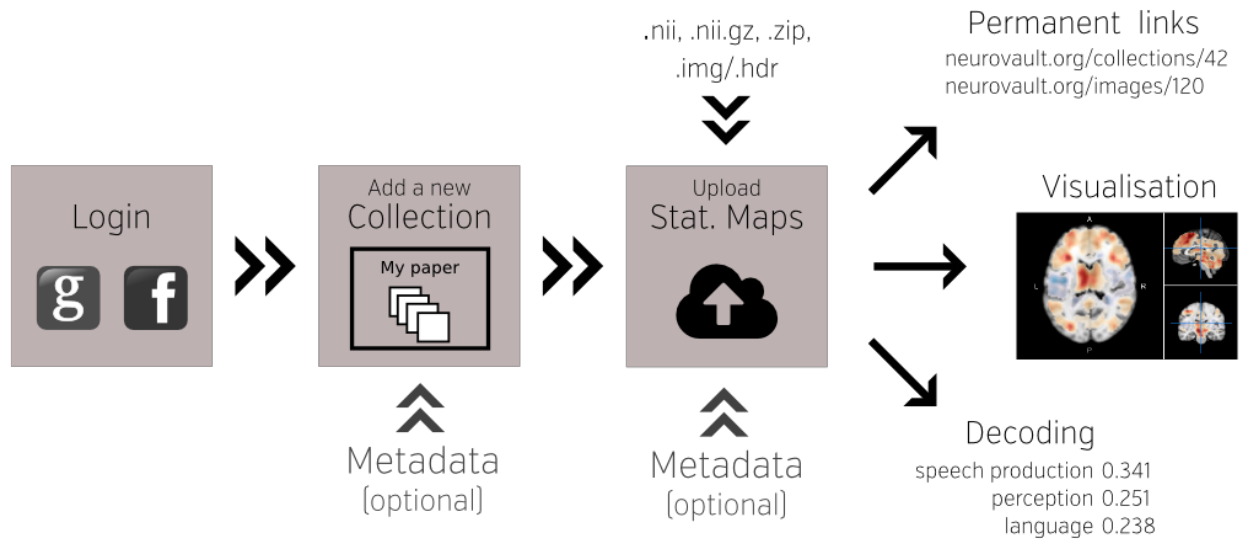 Login
g f
Add a new
Collection
My paper
Metadata
(optional)
.nii, .nii.gz, .zip,
.img/.hdr
Upload
Stat. Maps
Metadata
(optional)
Permanent links
neurovault.org/collections/42
neurovault.org/images/120
Visualisation
A
L R
P
Decoding
speech production 0.341
perception 0.251
language 0.238